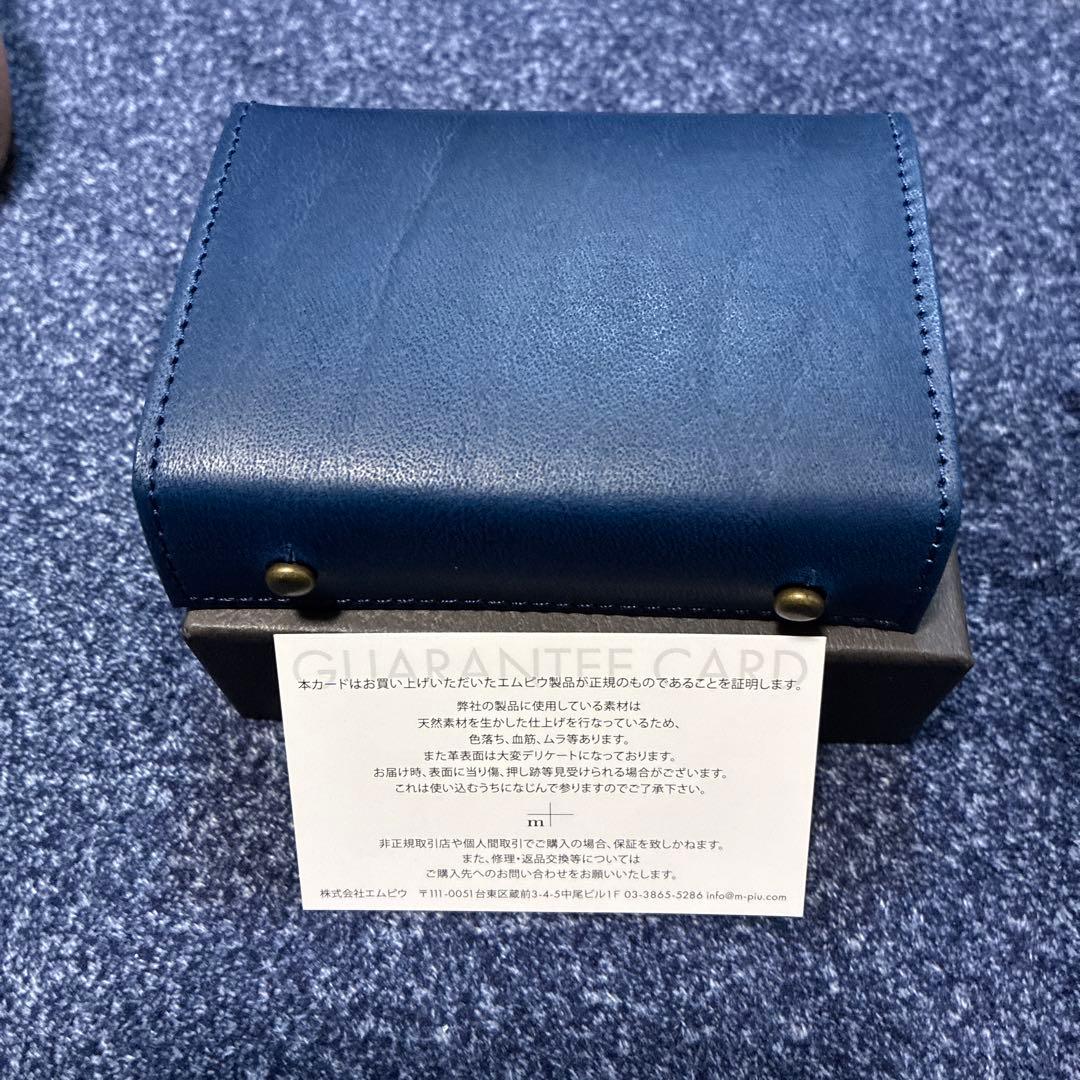 GUARANTEE CARD
本カードはお買い上げいただいたエムピウ製品が正規のものであることを証明します。
弊社の製品に使用している素材は
天然素材を生かした仕上げを行なっているため、
色落ち、血筋、ムラ等あります。
また革表面は大変デリケートになっております。
お届け時、表面に当り傷、押し跡等見受けられる場合がございます。
これは使い込むうちになじんで参りますのでご了承下さい。
m+
非正規取引店や個人間取引でご購入の場合、保証を致しかねます。
また、修理・返品交換等については
ご購入先へのお問い合わせをお願いいたします。
株式会社エムピウ 〒111-0051台東区蔵前3-4-5中尾ビル1F 03-3865-5286 info@m-piu.com